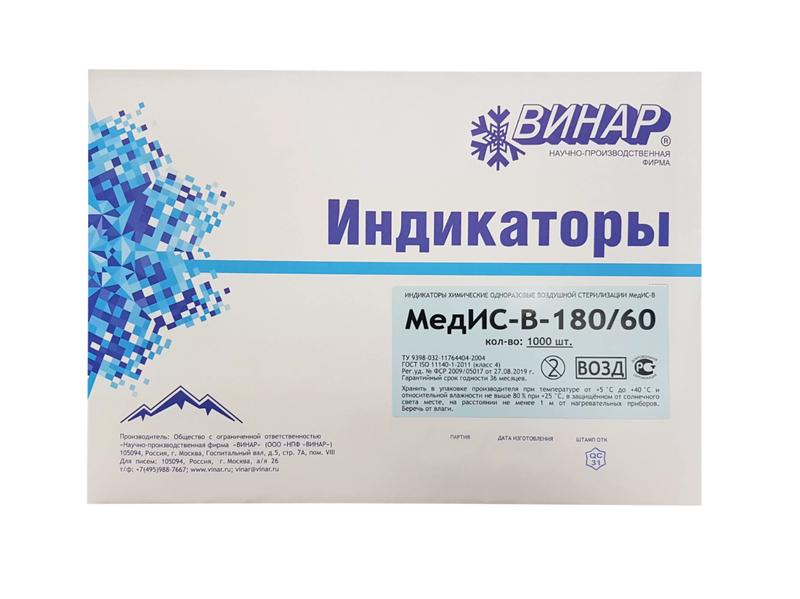 ВИНАР®
НАУЧНО-ПРОИЗВОДСТВЕННАЯ
ФИРМА
Индикаторы
ИНДИКАТОРЫ ХИМИЧЕСКИЕ ОДНОРАЗОВЫЕ ВОЗДУШНОЙ СТЕРИЛИЗАЦИИ МедИС-В
МедИС-В-180/60
кол-во: 1000 шт.
ТУ 9398-032-11764404-2004
ГОСТ ISO 11140-1-2011 (класс 4)
Рег.уд. № ФСР 2009/05017 от 27.08.2019 г.
Гарантийный срок годности 36 месяцев.
2
ВОЗД
РСТ
Хранить в упаковке производителя при температуре от +5 °С до +40 °С и
относительной влажности не выше 80 % при +25 °С, в защищённом от солнечного
света месте, на расстоянии не менее 1 м от нагревательных приборов.
Беречь от влаги.
Производитель: Общество с ограниченной ответственностью
«Научно-производственная фирма «ВИНАР» (ООО «НПФ «ВИНАР»)
105094, Россия, г. Москва, Госпитальный вал, д.5, стр. 7А, пом. VIII
Для писем: 105094, Россия, г. Москва, а/я 26
т/ф: +7(495)988-7667; www.vinar.ru; vinar@vinar.ru
ПАРТИЯ
ДАТА ИЗГОТОВЛЕНИЯ
ШТАМП ОТК
QC
31